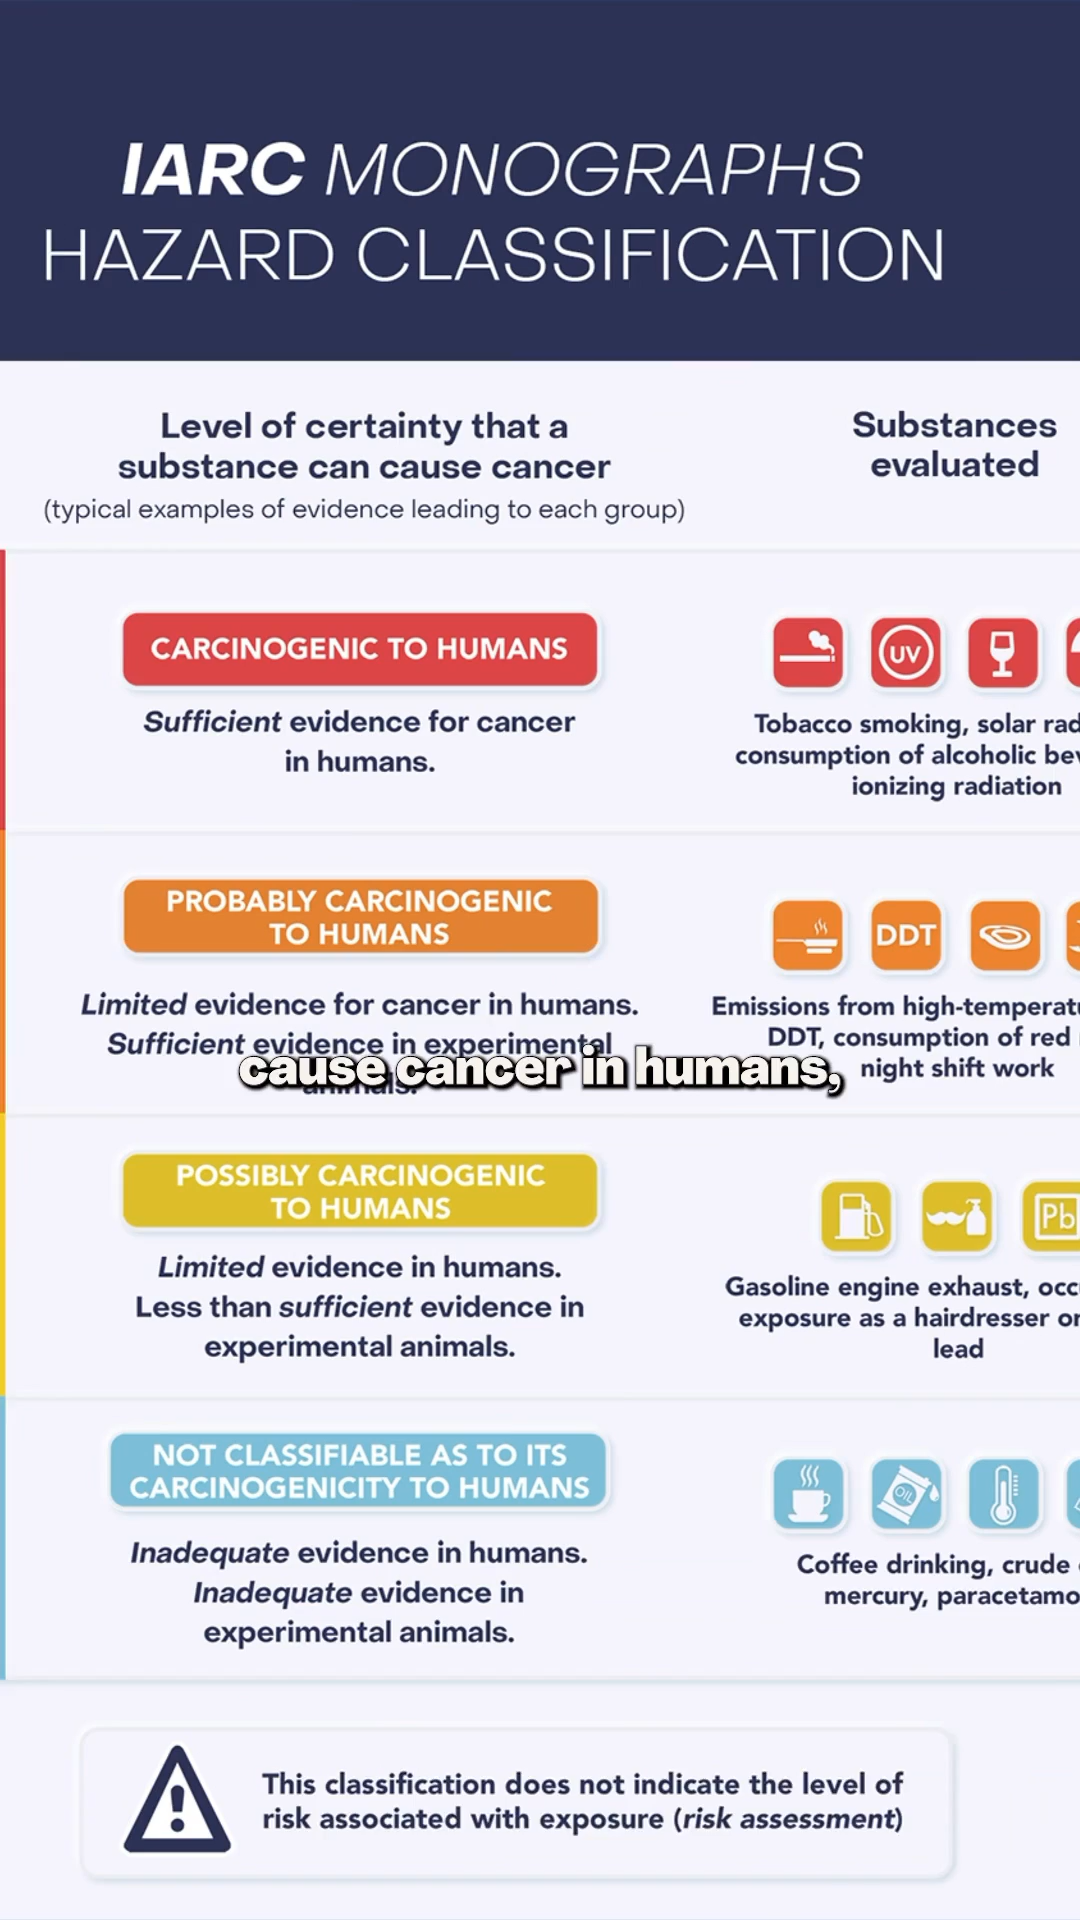 IARC MONOGRAPHS
HAZARD CLASSIFICATION
Level of certainty that a
substance can cause cancer
(typical examples of evidence leading to each group)
Substances
evaluated
CARCINOGENIC TO HUMANS
Sufficient evidence for cancer
in humans.
UV
Tobacco smoking, solar rad
consumption of alcoholic bev
ionizing radiation
PROBABLY CARCINOGENIC
TO HUMANS
Limited evidence for cancer in humans.
Sufficient evidence in experimental
animals.
DDT
Emissions from high-temperatu
DDT, consumption of red
night shift work
cause cancer in humans,
POSSIBLY CARCINOGENIC
TO HUMANS
Limited evidence in humans.
Less than sufficient evidence in
experimental animals.
Pb
Gasoline engine exhaust, occ
exposure as a hairdresser or
lead
NOT CLASSIFIABLE AS TO ITS
CARCINOGENICITY TO HUMANS
Inadequate evidence in humans.
Inadequate evidence in
experimental animals.
OIL
Coffee drinking, crude
mercury, paracetamo
This classification does not indicate the level of
risk associated with exposure (risk assessment)